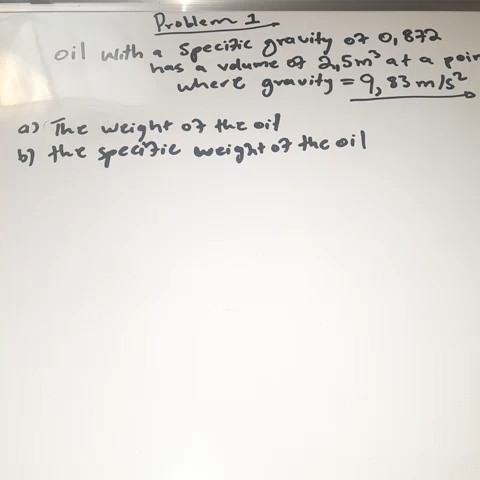 Problem 1
oil with a specific gravity of 0,872
has a volume of 2,5m³ at a poin
where gravity = 9,83 m/s²
a) The weight of the oil
b) the specific weight of the oil